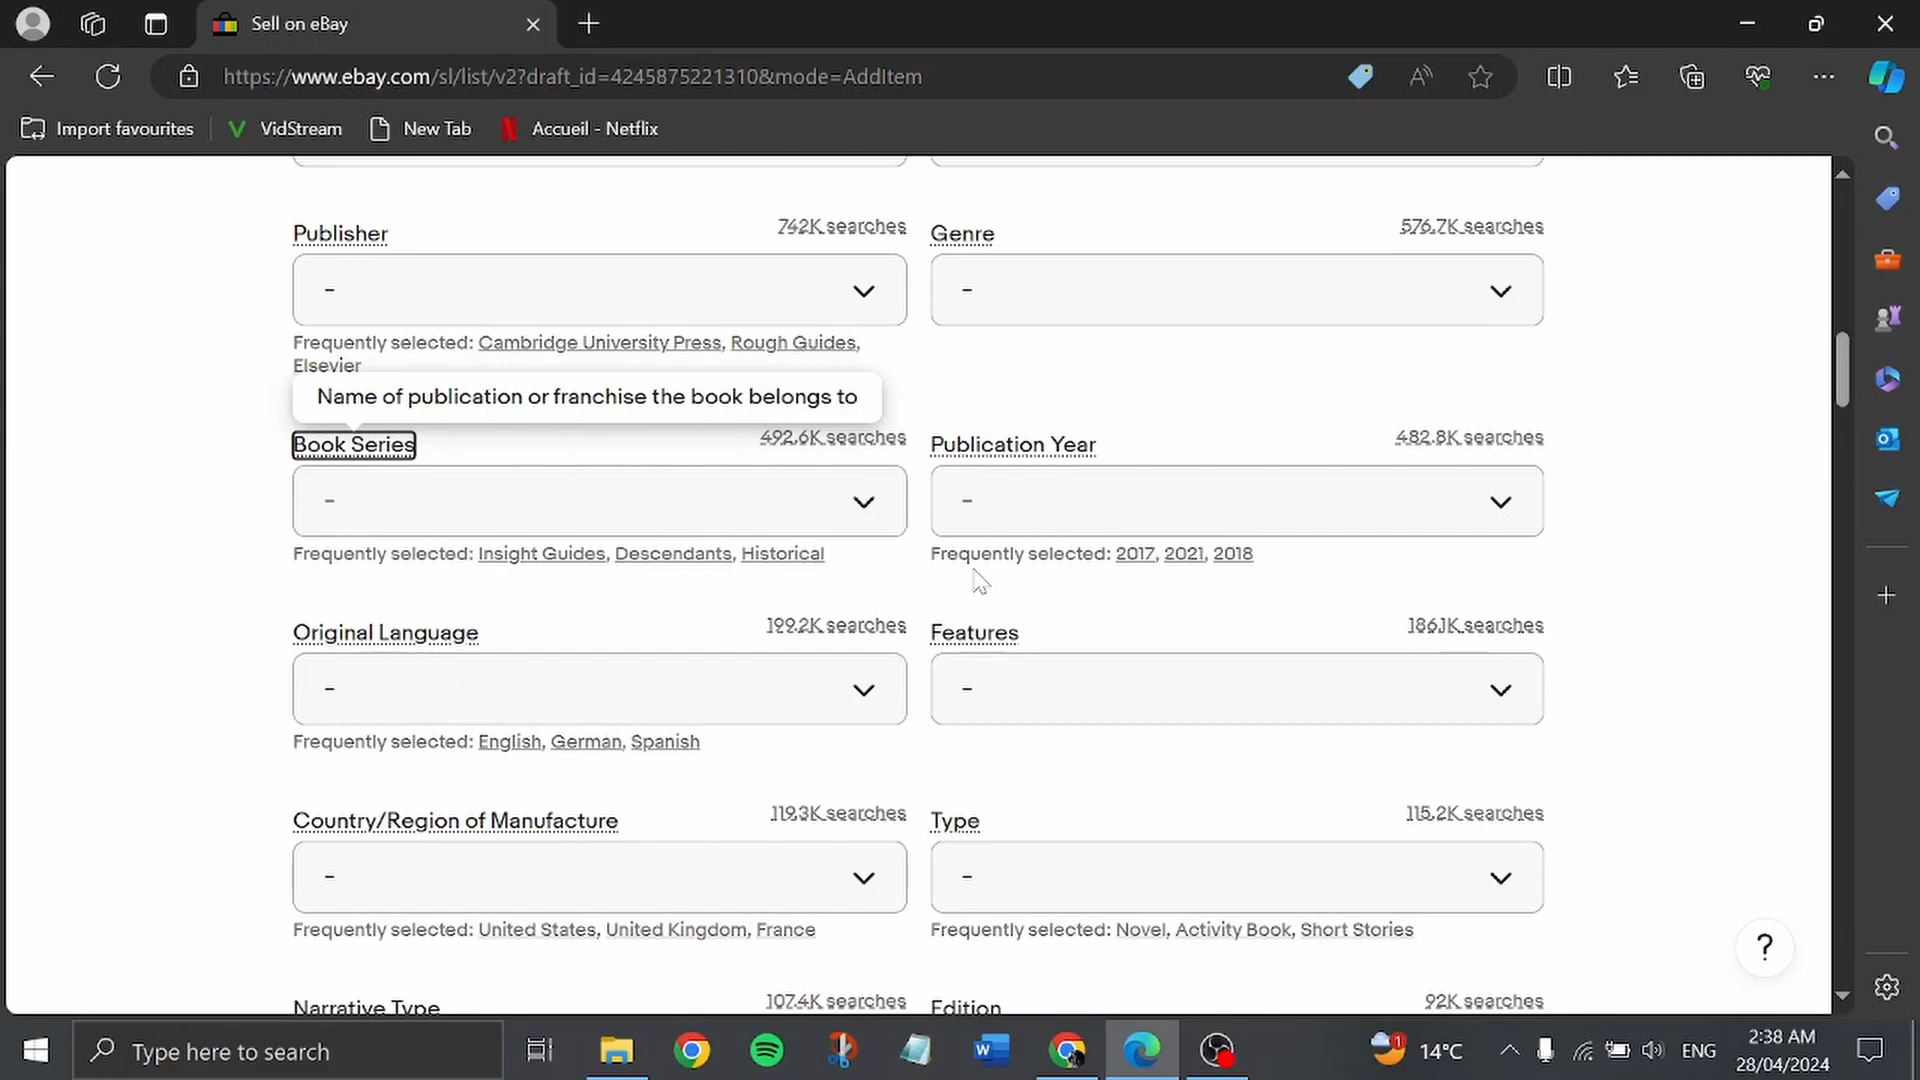 Sell on eBay
https://www.ebay.com/sl/list/v2?draft_id=4245875221310&mode=AddItem
Import favourites
VidStream
New Tab
Accueil - Netflix
Publisher
742K searches
Genre
576.7K searches
-
-
Frequently selected: Cambridge University Press, Rough Guides,
Elsevier
Name of publication or franchise the book belongs to
Book Series
492.6K searches
Publication Year
482.8K searches
-
-
Frequently selected: Insight Guides, Descendants, Historical
Frequently selected: 2017, 2021, 2018
Original Language
199.2K searches
Features
186.1K searches
-
-
Frequently selected: English, German, Spanish
Country/Region of Manufacture
119.3K searches
Type
115.2K searches
-
-
Frequently selected: United States, United Kingdom, France
Frequently selected: Novel, Activity Book, Short Stories
?
Narrative Type
107.4K searches
Edition
92K searches
Type here to search
14°C
ENG
2:38 AM
28/04/2024